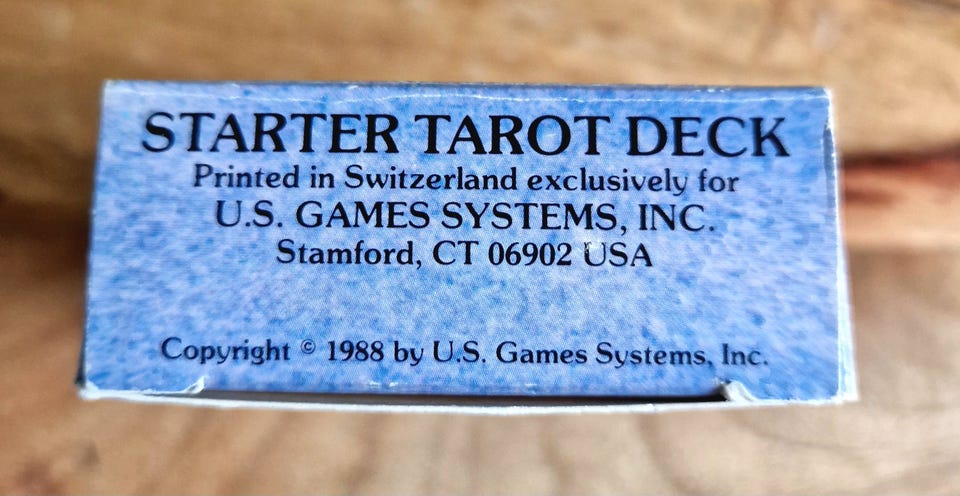 STARTER TAROT DECK
Printed in Switzerland exclusively for
U.S. GAMES SYSTEMS, INC.
Stamford, CT 06902 USA
Copyright © 1988 by U.S. Games Systems, Inc.